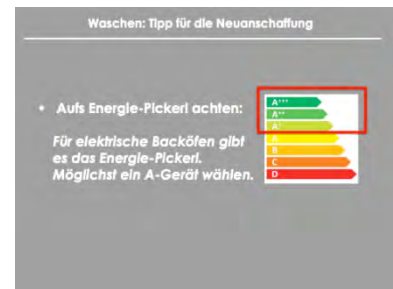 Waschen: Tipp für die Neuanschaffung
• Aufs Energie-Pickerl achten:
Für elektrische Backöfen gibt
es das Energie-Pickerl.
Möglichst ein A-Gerät wählen.
A+++
A++
A+
A
B
C
D